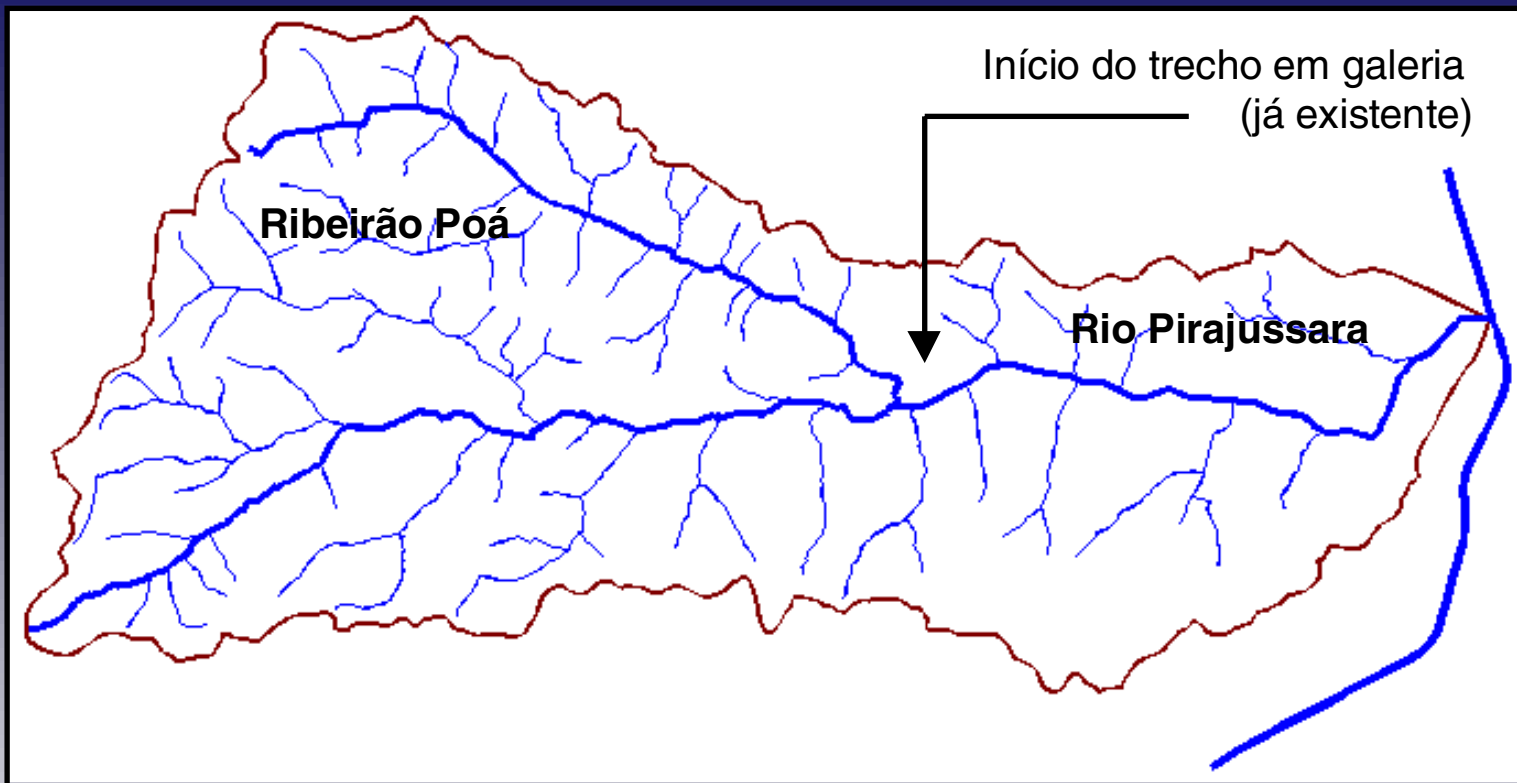 Início do trecho em galeria
(já existente)
Ribeirão Poá
Rio Pirajussara